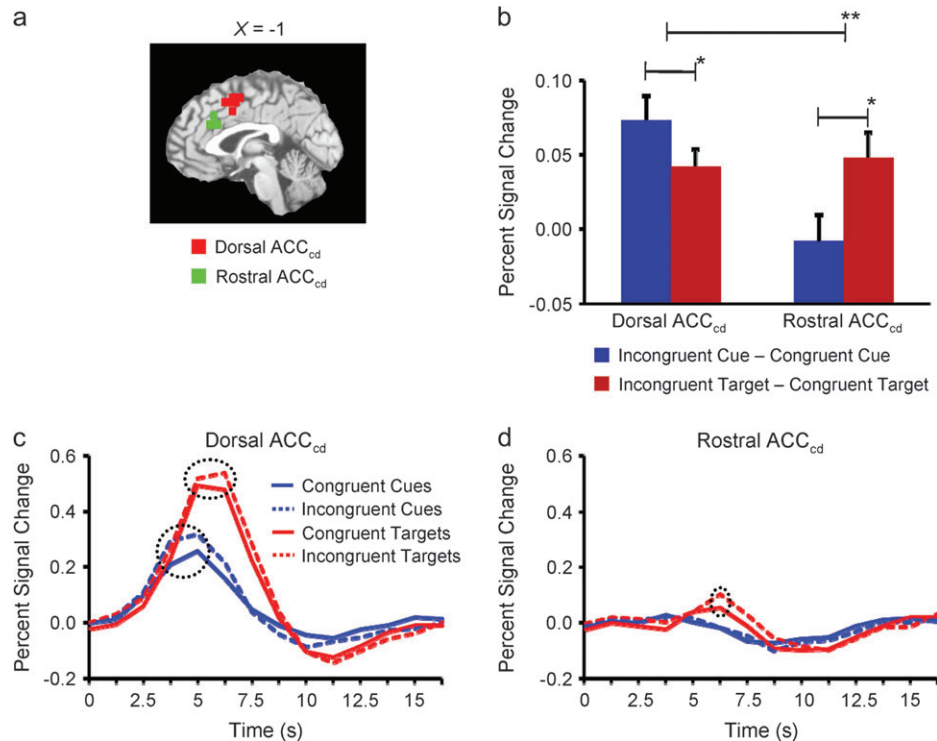 a
X = -1
Dorsal ACCcd
Rostral ACCcd
b
**
*
*
Percent Signal Change
0.10
0.05
0.00
-0.05
Dorsal ACCcd
Rostral ACCcd
Incongruent Cue – Congruent Cue
Incongruent Target – Congruent Target
c
Dorsal ACCcd
Percent Signal Change
0.6
0.4
0.2
0
-0.2
Congruent Cues
Incongruent Cues
Congruent Targets
Incongruent Targets
0 2.5 5 7.5 10 12.5 15
Time (s)
d
Rostral ACCcd
Percent Signal Change
0.6
0.4
0.2
0
-0.2
0 2.5 5 7.5 10 12.5 15
Time (s)